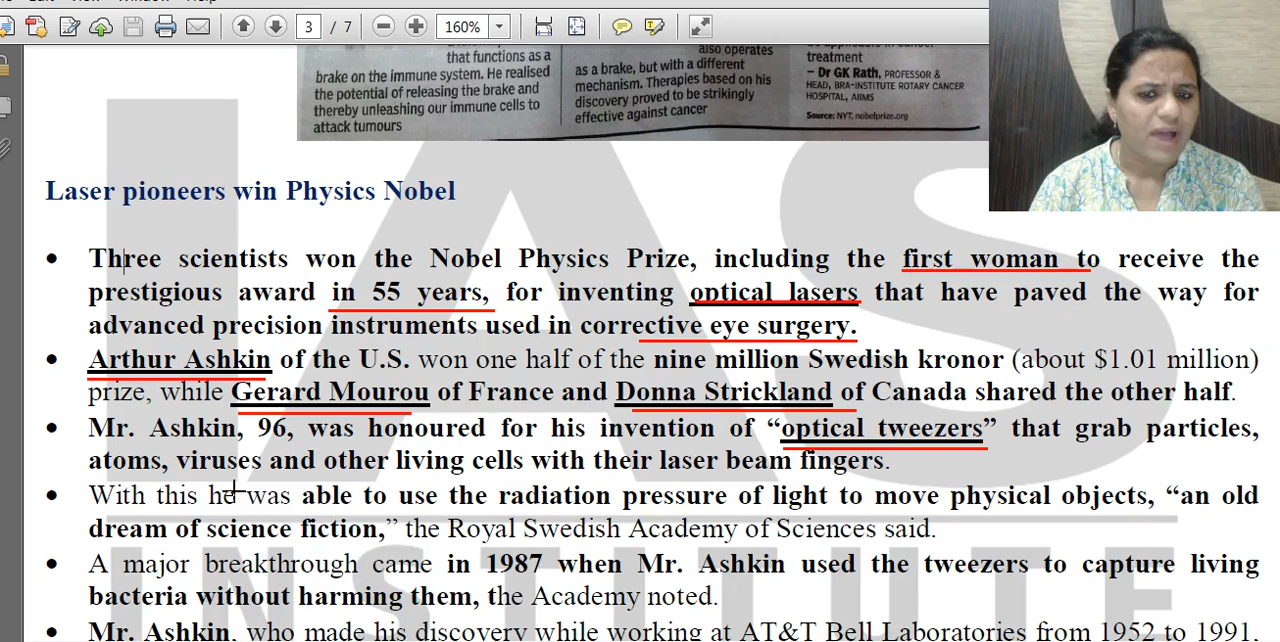 Window
Help
3 / 7
160%
that functions as a
brake on the immune system. He realised
the potential of releasing the brake and
thereby unleashing our immune cells to
attack tumours
also operates
as a brake, but with a different
mechanism. Therapies based on his
discovery proved to be strikingly
effective against cancer
treatment
– Dr GK Rath, PROFESSOR &
HEAD, BRA-INSTITUTE ROTARY CANCER
HOSPITAL, AIIMS
Source: NYT, nobelprize.org
Laser pioneers win Physics Nobel
• Three scientists won the Nobel Physics Prize, including the first woman to receive the
prestigious award in 55 years, for inventing optical lasers that have paved the way for
advanced precision instruments used in corrective eye surgery.
• Arthur Ashkin of the U.S. won one half of the nine million Swedish kronor (about $1.01 million)
prize, while Gerard Mourou of France and Donna Strickland of Canada shared the other half.
• Mr. Ashkin, 96, was honoured for his invention of “optical tweezers” that grab particles,
atoms, viruses and other living cells with their laser beam fingers.
• With this he was able to use the radiation pressure of light to move physical objects, “an old
dream of science fiction,” the Royal Swedish Academy of Sciences said.
• A major breakthrough came in 1987 when Mr. Ashkin used the tweezers to capture living
bacteria without harming them, the Academy noted.
• Mr. Ashkin, who made his discovery while working at AT&T Bell Laboratories from 1952 to 1991,
IAS
INSTITUTE